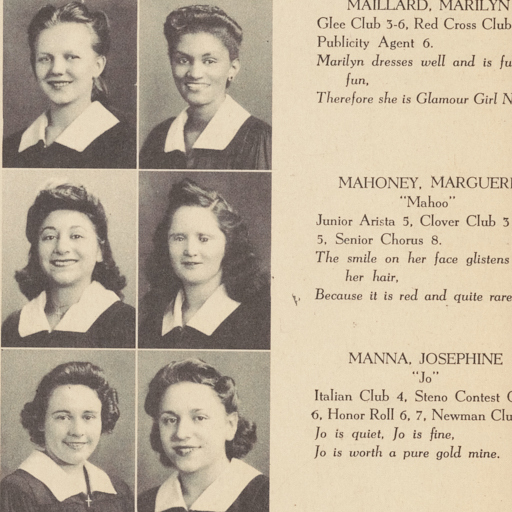 MAILLARD, MARILYN
Glee Club 3-6, Red Cross Club
Publicity Agent 6.
Marilyn dresses well and is fu
fun,
Therefore she is Glamour Girl N
MAHONEY, MARGUERI
"Mahoo"
Junior Arista 5, Clover Club 3
5, Senior Chorus 8.
The smile on her face glistens
her hair,
Because it is red and quite rare
MANNA, JOSEPHINE
"Jo"
Italian Club 4, Steno Contest C
6, Honor Roll 6, 7, Newman Clu
Jo is quiet, Jo is fine,
Jo is worth a pure gold mine.